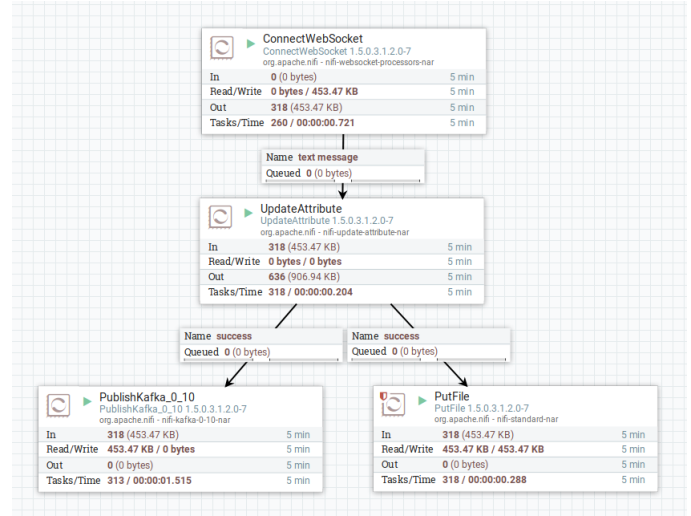 ConnectWebSocket
ConnectWebSocket 1.5.0.3.1.2.0-7
org.apache.nifi - nifi-websocket-processors-nar
In 0 (0 bytes) 5 min
Read/Write 0 bytes / 453.47 KB 5 min
Out 318 (453.47 KB) 5 min
Tasks/Time 260 / 00:00:00.721 5 min
Name text message
Queued 0 (0 bytes)
UpdateAttribute
UpdateAttribute 1.5.0.3.1.2.0-7
org.apache.nifi - nifi-update-attribute-nar
In 318 (453.47 KB) 5 min
Read/Write 0 bytes / 0 bytes 5 min
Out 636 (906.94 KB) 5 min
Tasks/Time 318 / 00:00:00.204 5 min
Name success
Queued 0 (0 bytes)
Name success
Queued 0 (0 bytes)
PublishKafka_0_10
PublishKafka_0_10 1.5.0.3.1.2.0-7
org.apache.nifi - nifi-kafka-0-10-nar
In 318 (453.47 KB) 5 min
Read/Write 453.47 KB / 0 bytes 5 min
Out 0 (0 bytes) 5 min
Tasks/Time 313 / 00:00:01.515 5 min
PutFile
PutFile 1.5.0.3.1.2.0-7
org.apache.nifi - nifi-standard-nar
In 318 (453.47 KB) 5 min
Read/Write 453.47 KB / 453.47 KB 5 min
Out 0 (0 bytes) 5 min
Tasks/Time 318 / 00:00:00.288 5 min